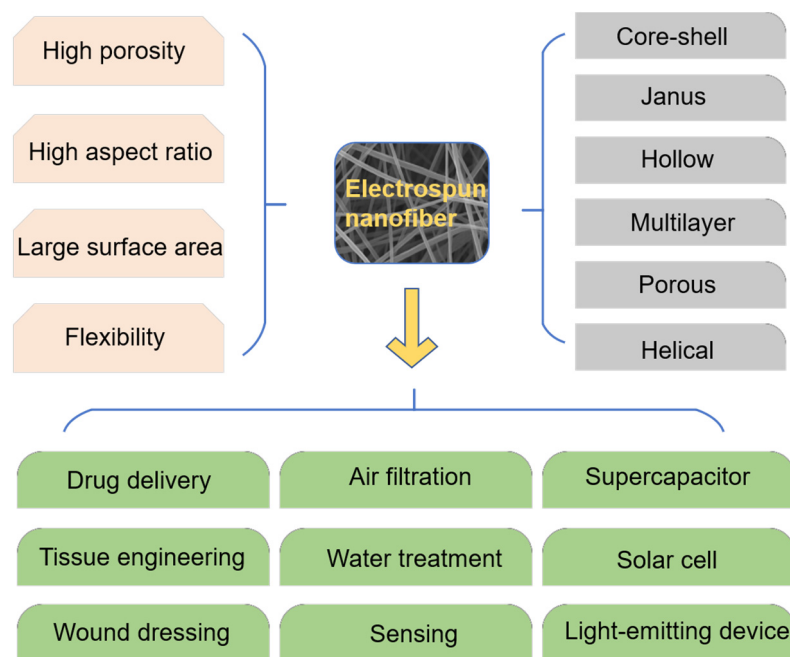 High porosity
High aspect ratio
Large surface area
Flexibility
Electrospun
nanofiber
Core-shell
Janus
Hollow
Multilayer
Porous
Helical
Drug delivery
Air filtration
Supercapacitor
Tissue engineering
Water treatment
Solar cell
Wound dressing
Sensing
Light-emitting device